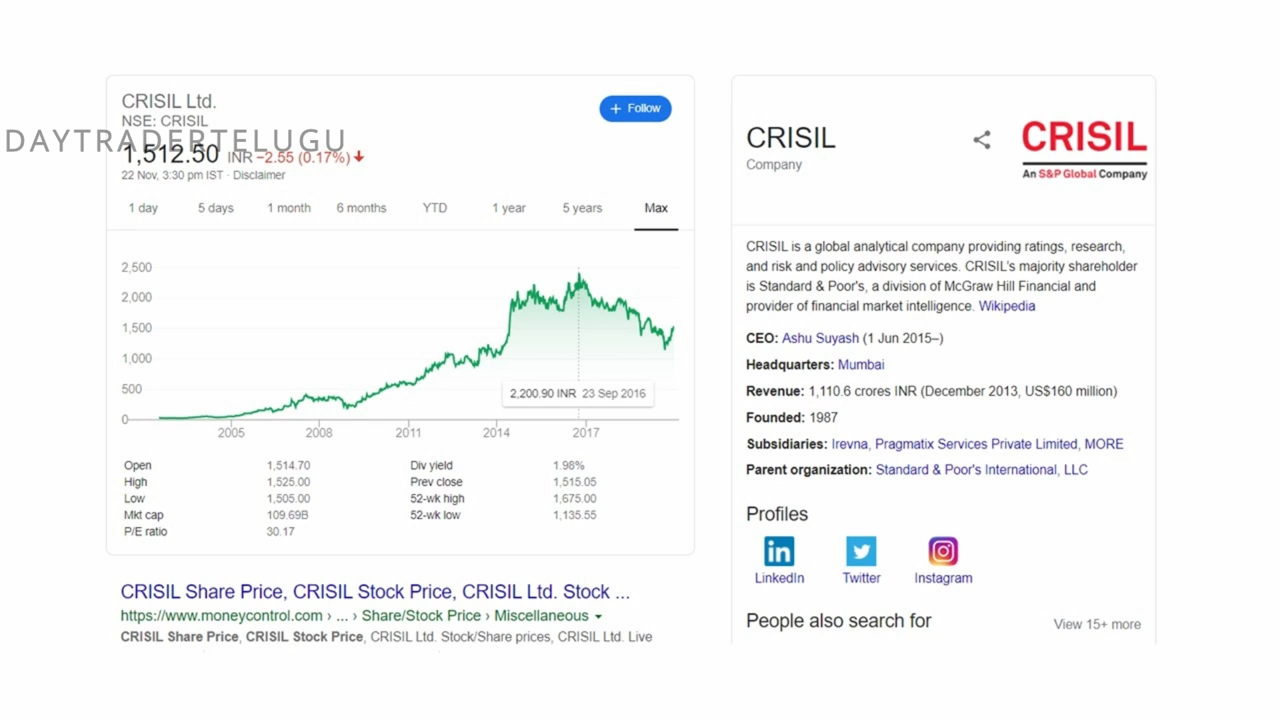 CRISIL Ltd.
NSE: CRISIL
DAYTRADERTELUGU
1,512.50 INR −2.55 (0.17%)
22 Nov, 3:30 pm IST · Disclaimer
+ Follow
1 day 5 days 1 month 6 months YTD 1 year 5 years Max
2,500
2,000
1,500
1,000
500
0
2,200.90 INR 23 Sep 2016
2005 2008 2011 2014 2017
Open 1,514.70 Div yield 1.98%
High 1,525.00 Prev close 1,515.05
Low 1,505.00 52-wk high 1,675.00
Mkt cap 109.69B 52-wk low 1,135.55
P/E ratio 30.17
CRISIL Share Price, CRISIL Stock Price, CRISIL Ltd. Stock ...
https://www.moneycontrol.com › ... › Share/Stock Price › Miscellaneous
CRISIL Share Price, CRISIL Stock Price, CRISIL Ltd. Stock/Share prices, CRISIL Ltd. Live
CRISIL
Company
CRISIL
An S&P Global Company
CRISIL is a global analytical company providing ratings, research,
and risk and policy advisory services. CRISIL's majority shareholder
is Standard & Poor's, a division of McGraw Hill Financial and
provider of financial market intelligence. Wikipedia
CEO: Ashu Suyash (1 Jun 2015–)
Headquarters: Mumbai
Revenue: 1,110.6 crores INR (December 2013, US$160 million)
Founded: 1987
Subsidiaries: Irevna, Pragmatix Services Private Limited, MORE
Parent organization: Standard & Poor's International, LLC
Profiles
LinkedIn Twitter Instagram
People also search for
View 15+ more